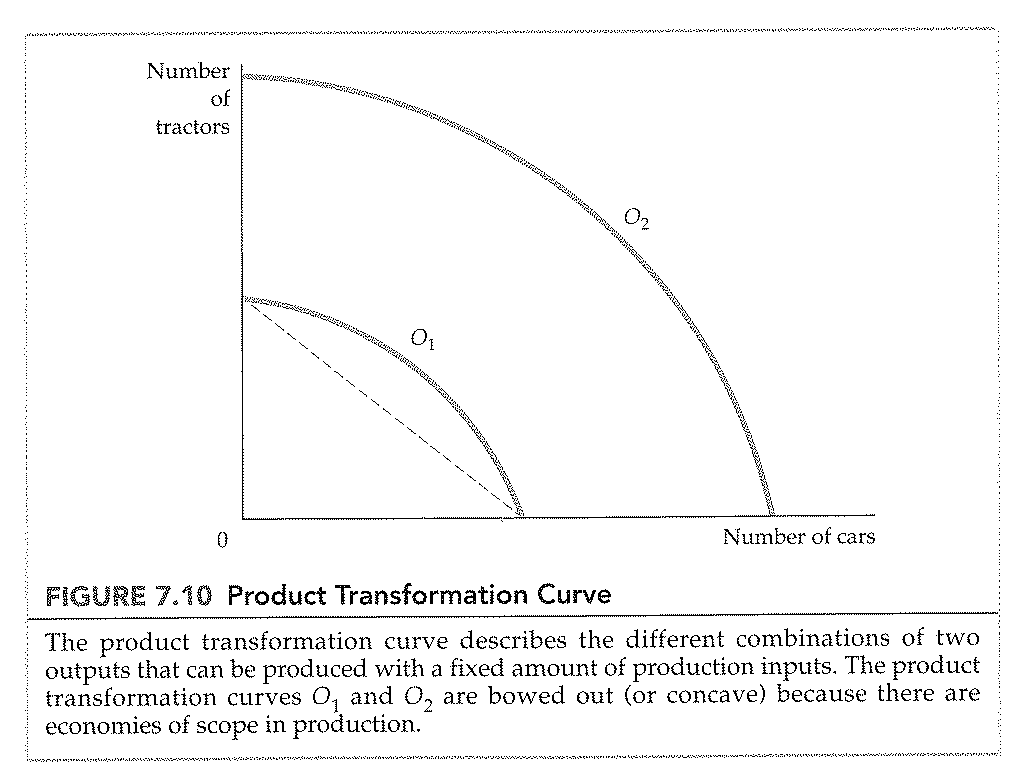 Number
of
tractors
O₂
O₁
0
Number of cars
FIGURE 7.10 Product Transformation Curve
The product transformation curve describes the different combinations of two
outputs that can be produced with a fixed amount of production inputs. The product
transformation curves O₁ and O₂ are bowed out (or concave) because there are
economies of scope in production.